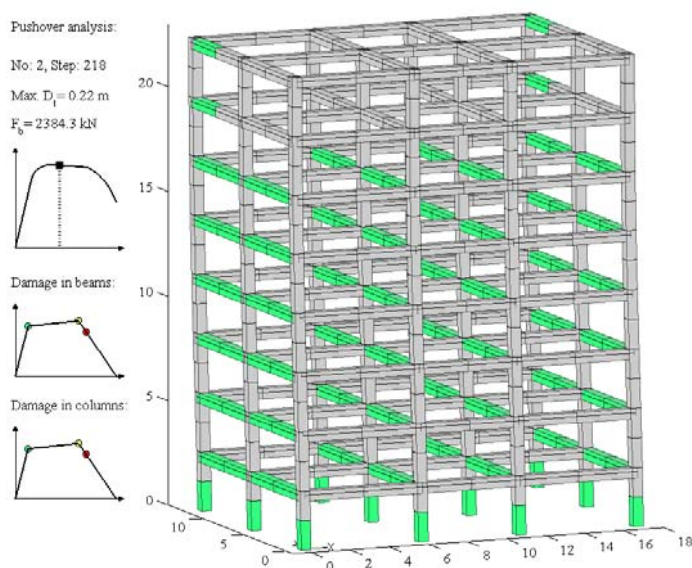 Pushover analysis:
No: 2, Step: 218
Max. D_t = 0.22 m
F_b = 2384.3 kN
Damage in beams:
Damage in columns:
20
15
10
5
0
10
5
0
X
0
2
4
6
8
10
12
14
16
18